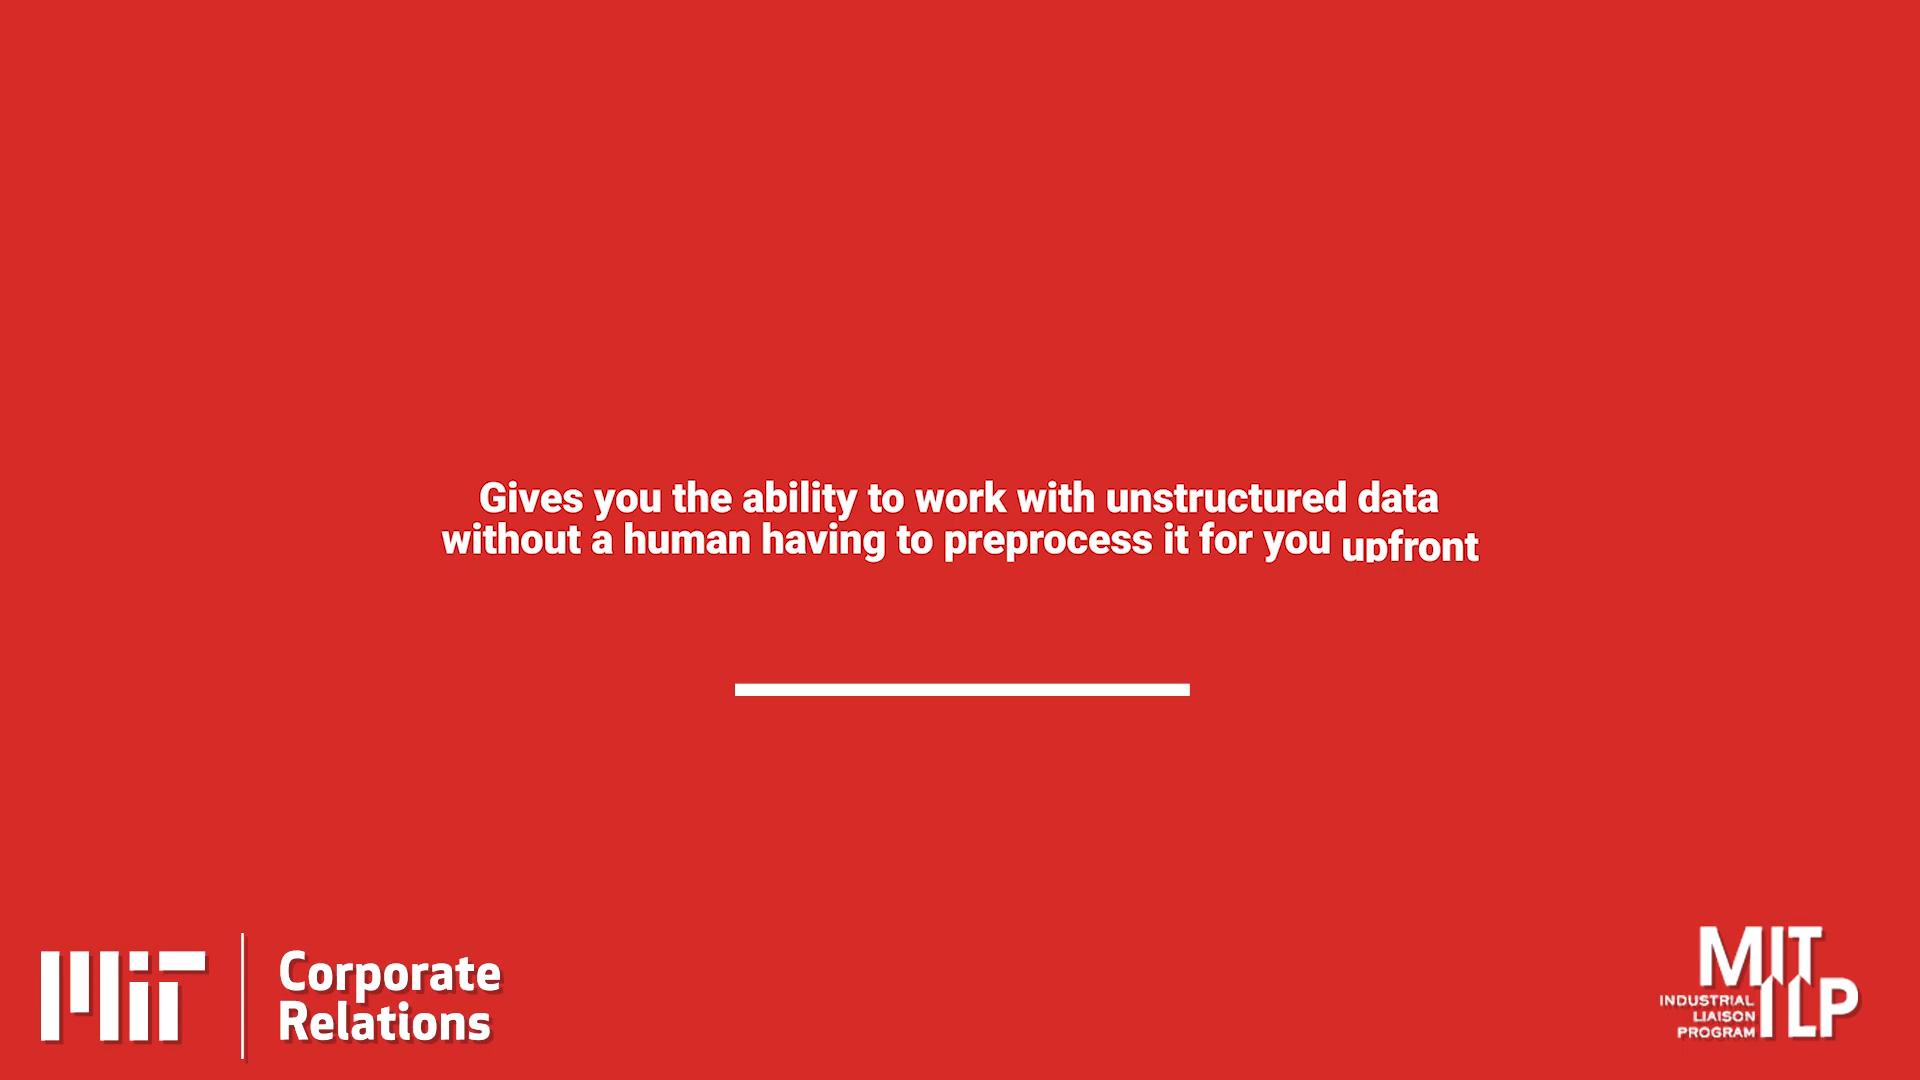 Gives you the ability to work with unstructured data
without a human having to preprocess it for you upfront
MIT
Corporate
Relations
MIT
ILP
INDUSTRIAL
LIAISON
PROGRAM